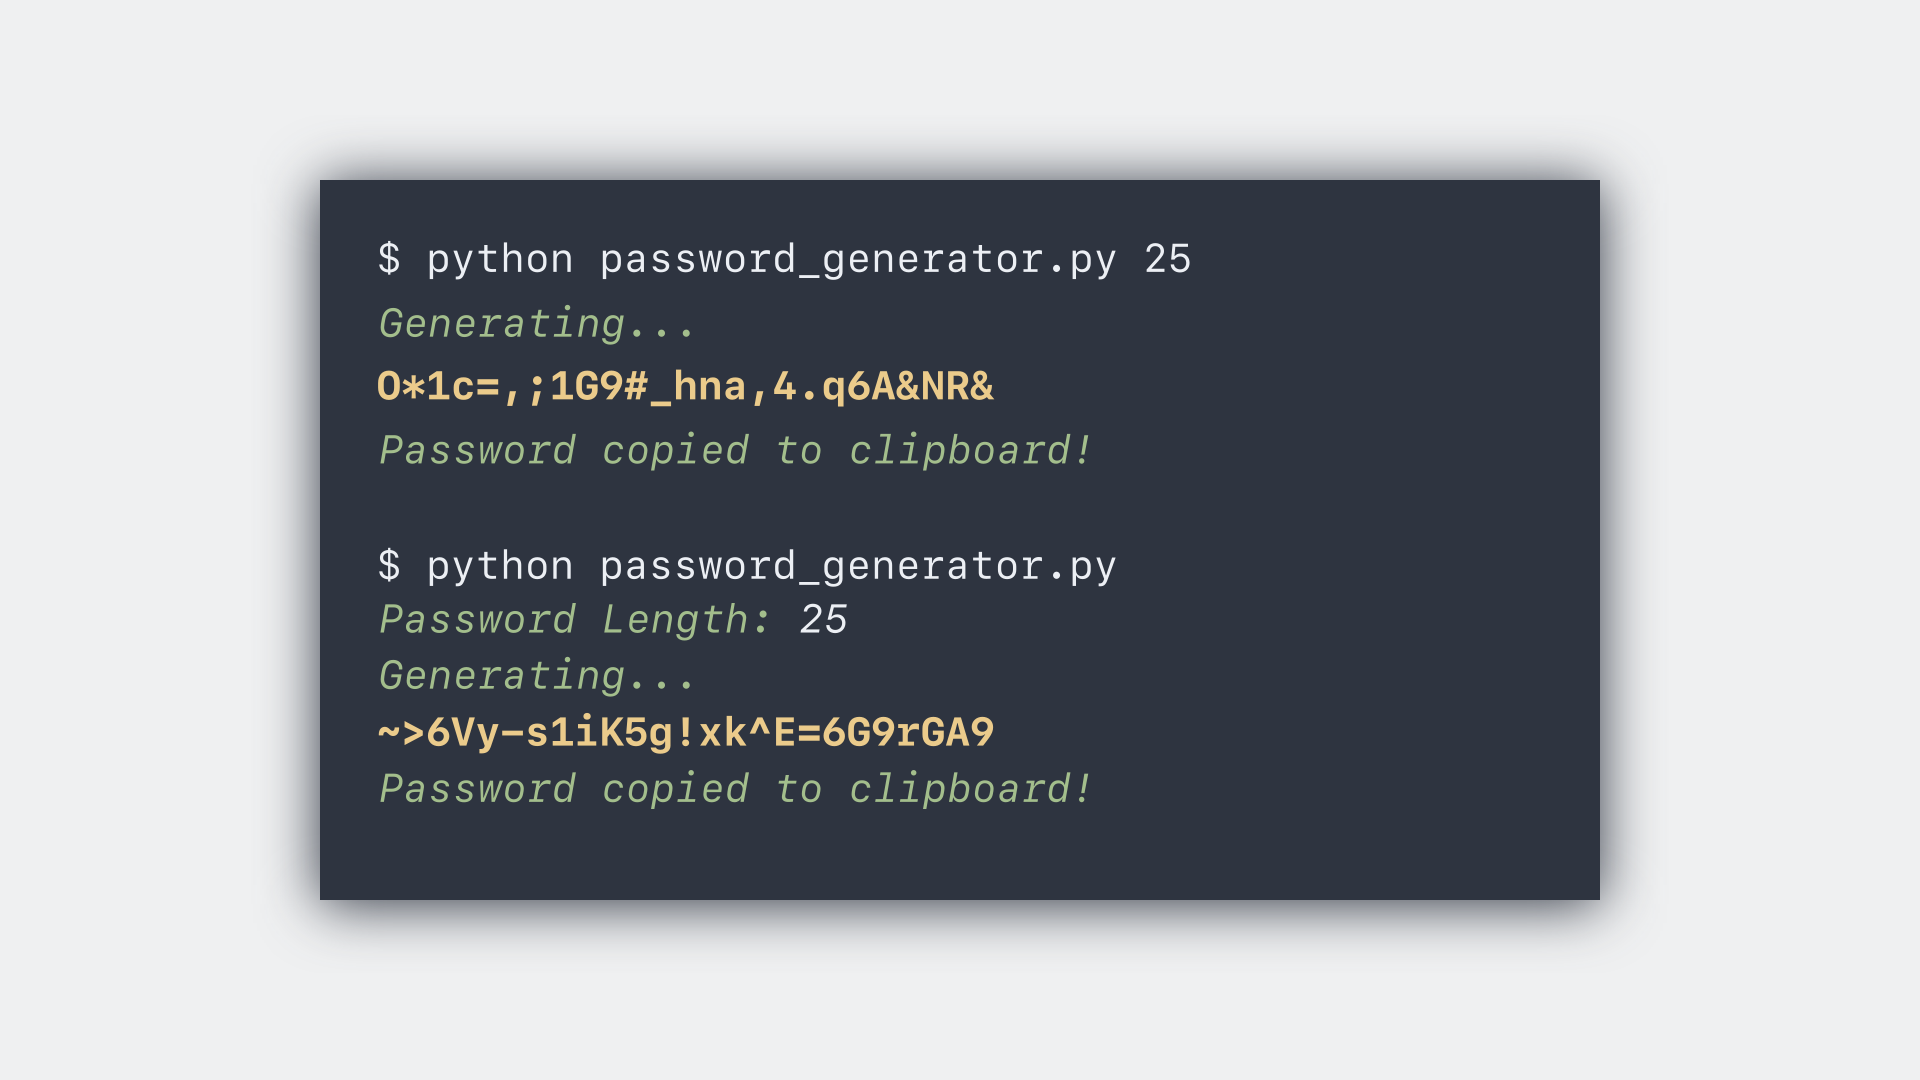 $ python password_generator.py 25
Generating...
O*1c=,;1G9#_hna,4.q6A&NR&
Password copied to clipboard!
$ python password_generator.py
Password Length: 25
Generating...
~>6Vy-s1iK5g!xk^E=6G9rGA9
Password copied to clipboard!